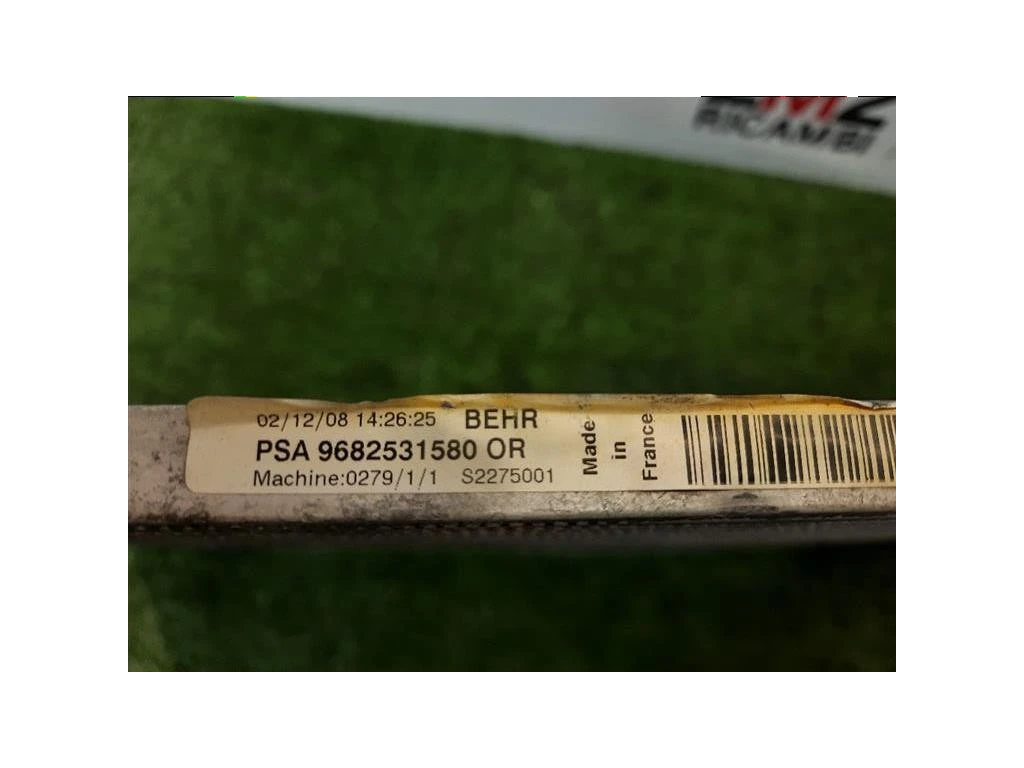 RICAMBI
02/12/08 14:26:25 BEHR
PSA 9682531580 OR
Machine:0279/1/1 S2275001
Made
in
France